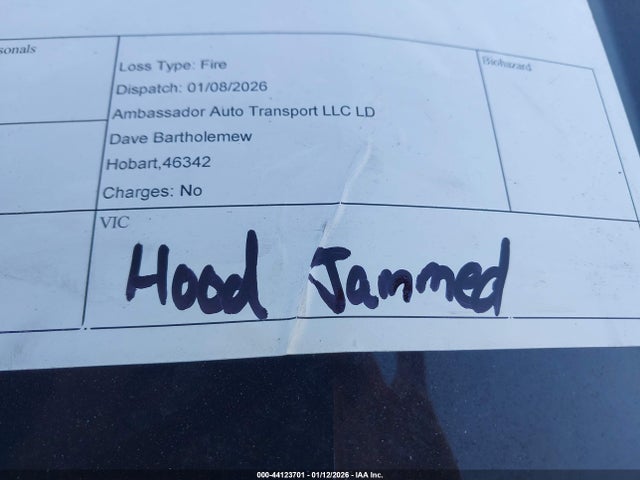 sonals
Loss Type: Fire
Biohazard
Dispatch: 01/08/2026
Ambassador Auto Transport LLC LD
Dave Bartholemew
Hobart,46342
Charges: No
VIC
Hood Jammed
000-44123701 - 01/12/2026 - IAA Inc.